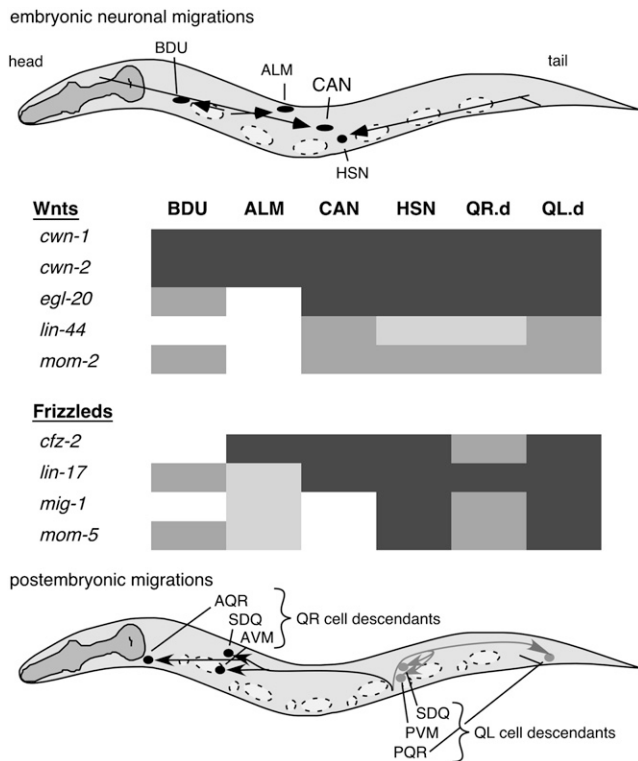 embryonic neuronal migrations
head
BDU
ALM
CAN
tail
HSN
Wnts BDU ALM CAN HSN QR.d QL.d
cwn-1
cwn-2
egl-20
lin-44
mom-2
Frizzleds
cfz-2
lin-17
mig-1
mom-5
postembryonic migrations
AQR
SDQ
AVM
QR cell descendants
SDQ
PVM
PQR
QL cell descendants